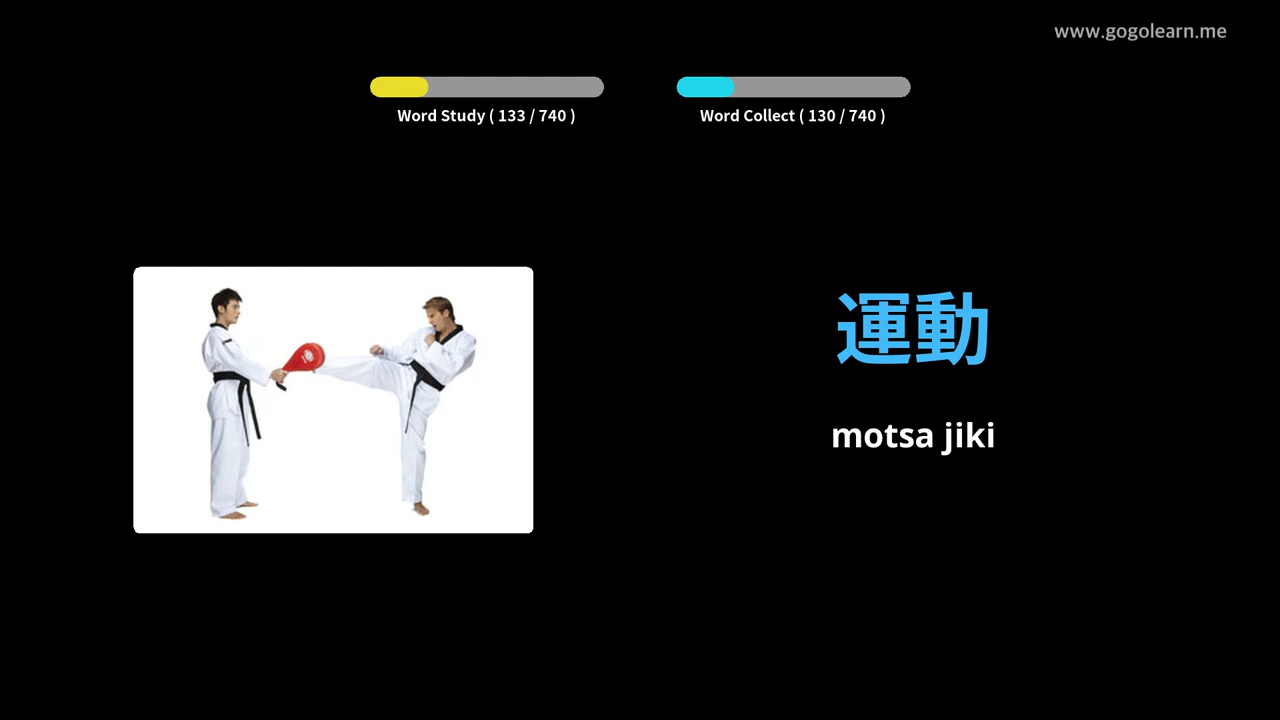 www.gogolearn.me
Word Study ( 133 / 740 )
Word Collect ( 130 / 740 )
運動
motsa jiki